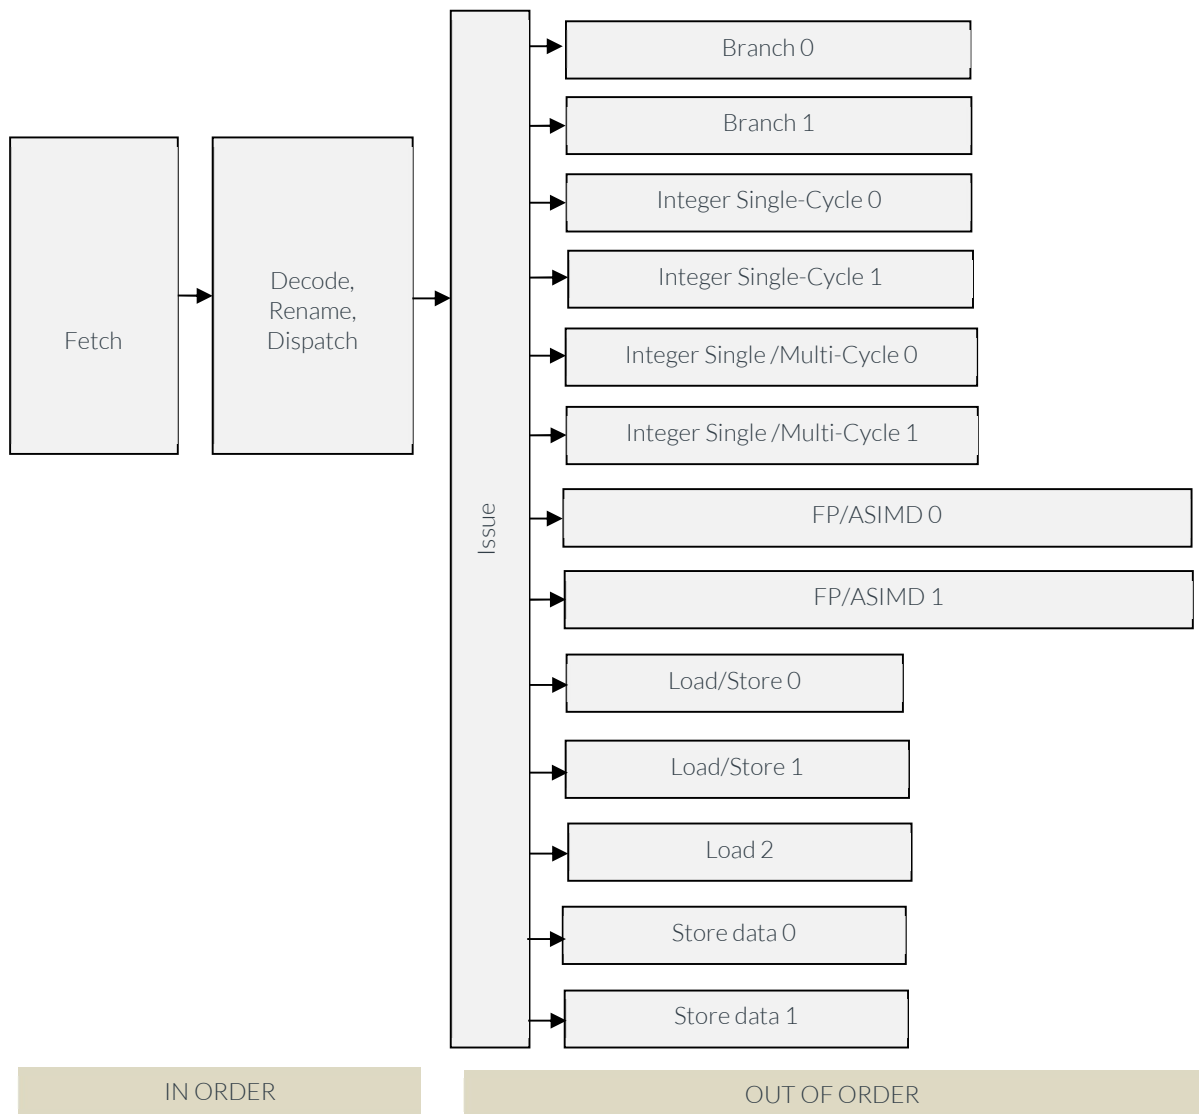 Fetch
Decode,
Rename,
Dispatch
Issue
Branch 0
Branch 1
Integer Single-Cycle 0
Integer Single-Cycle 1
Integer Single /Multi-Cycle 0
Integer Single /Multi-Cycle 1
FP/ASIMD 0
FP/ASIMD 1
Load/Store 0
Load/Store 1
Load 2
Store data 0
Store data 1
IN ORDER
OUT OF ORDER